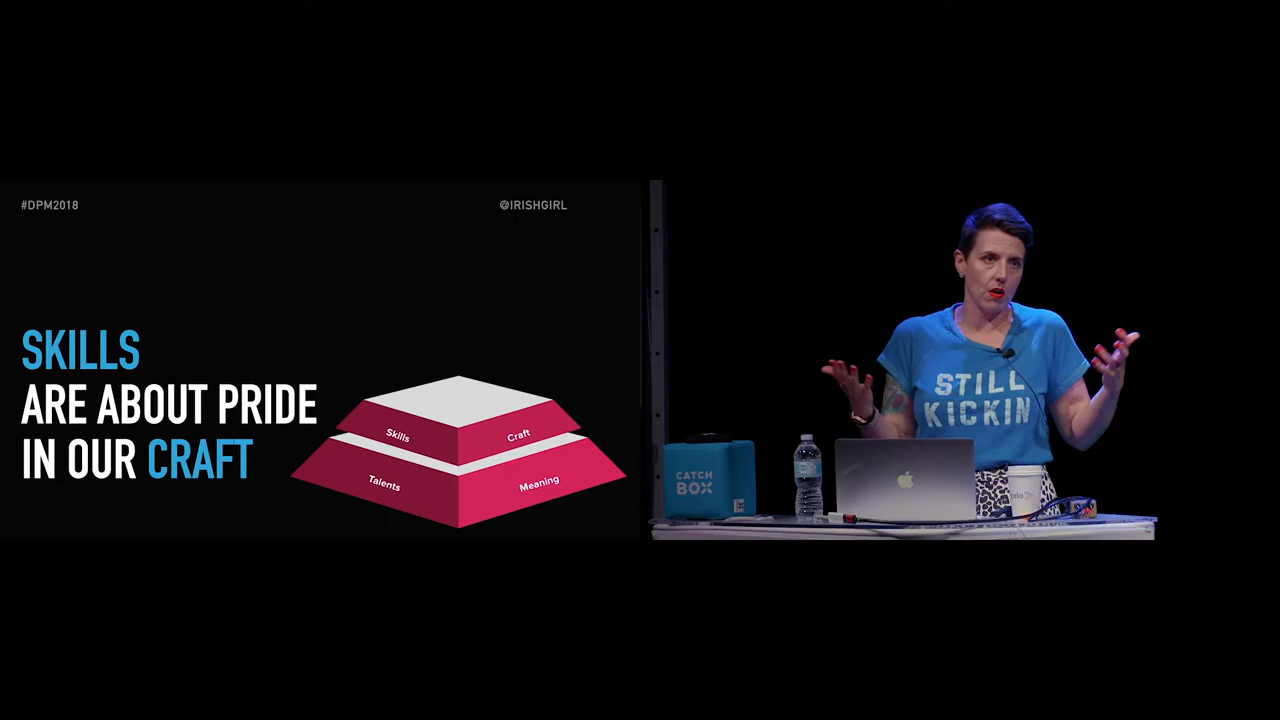 #DPM2018
@IRISHGIRL
SKILLS
ARE ABOUT PRIDE
IN OUR CRAFT
Skills
Craft
Talents
Meaning
STILL
KICKIN
CATCH
BOX